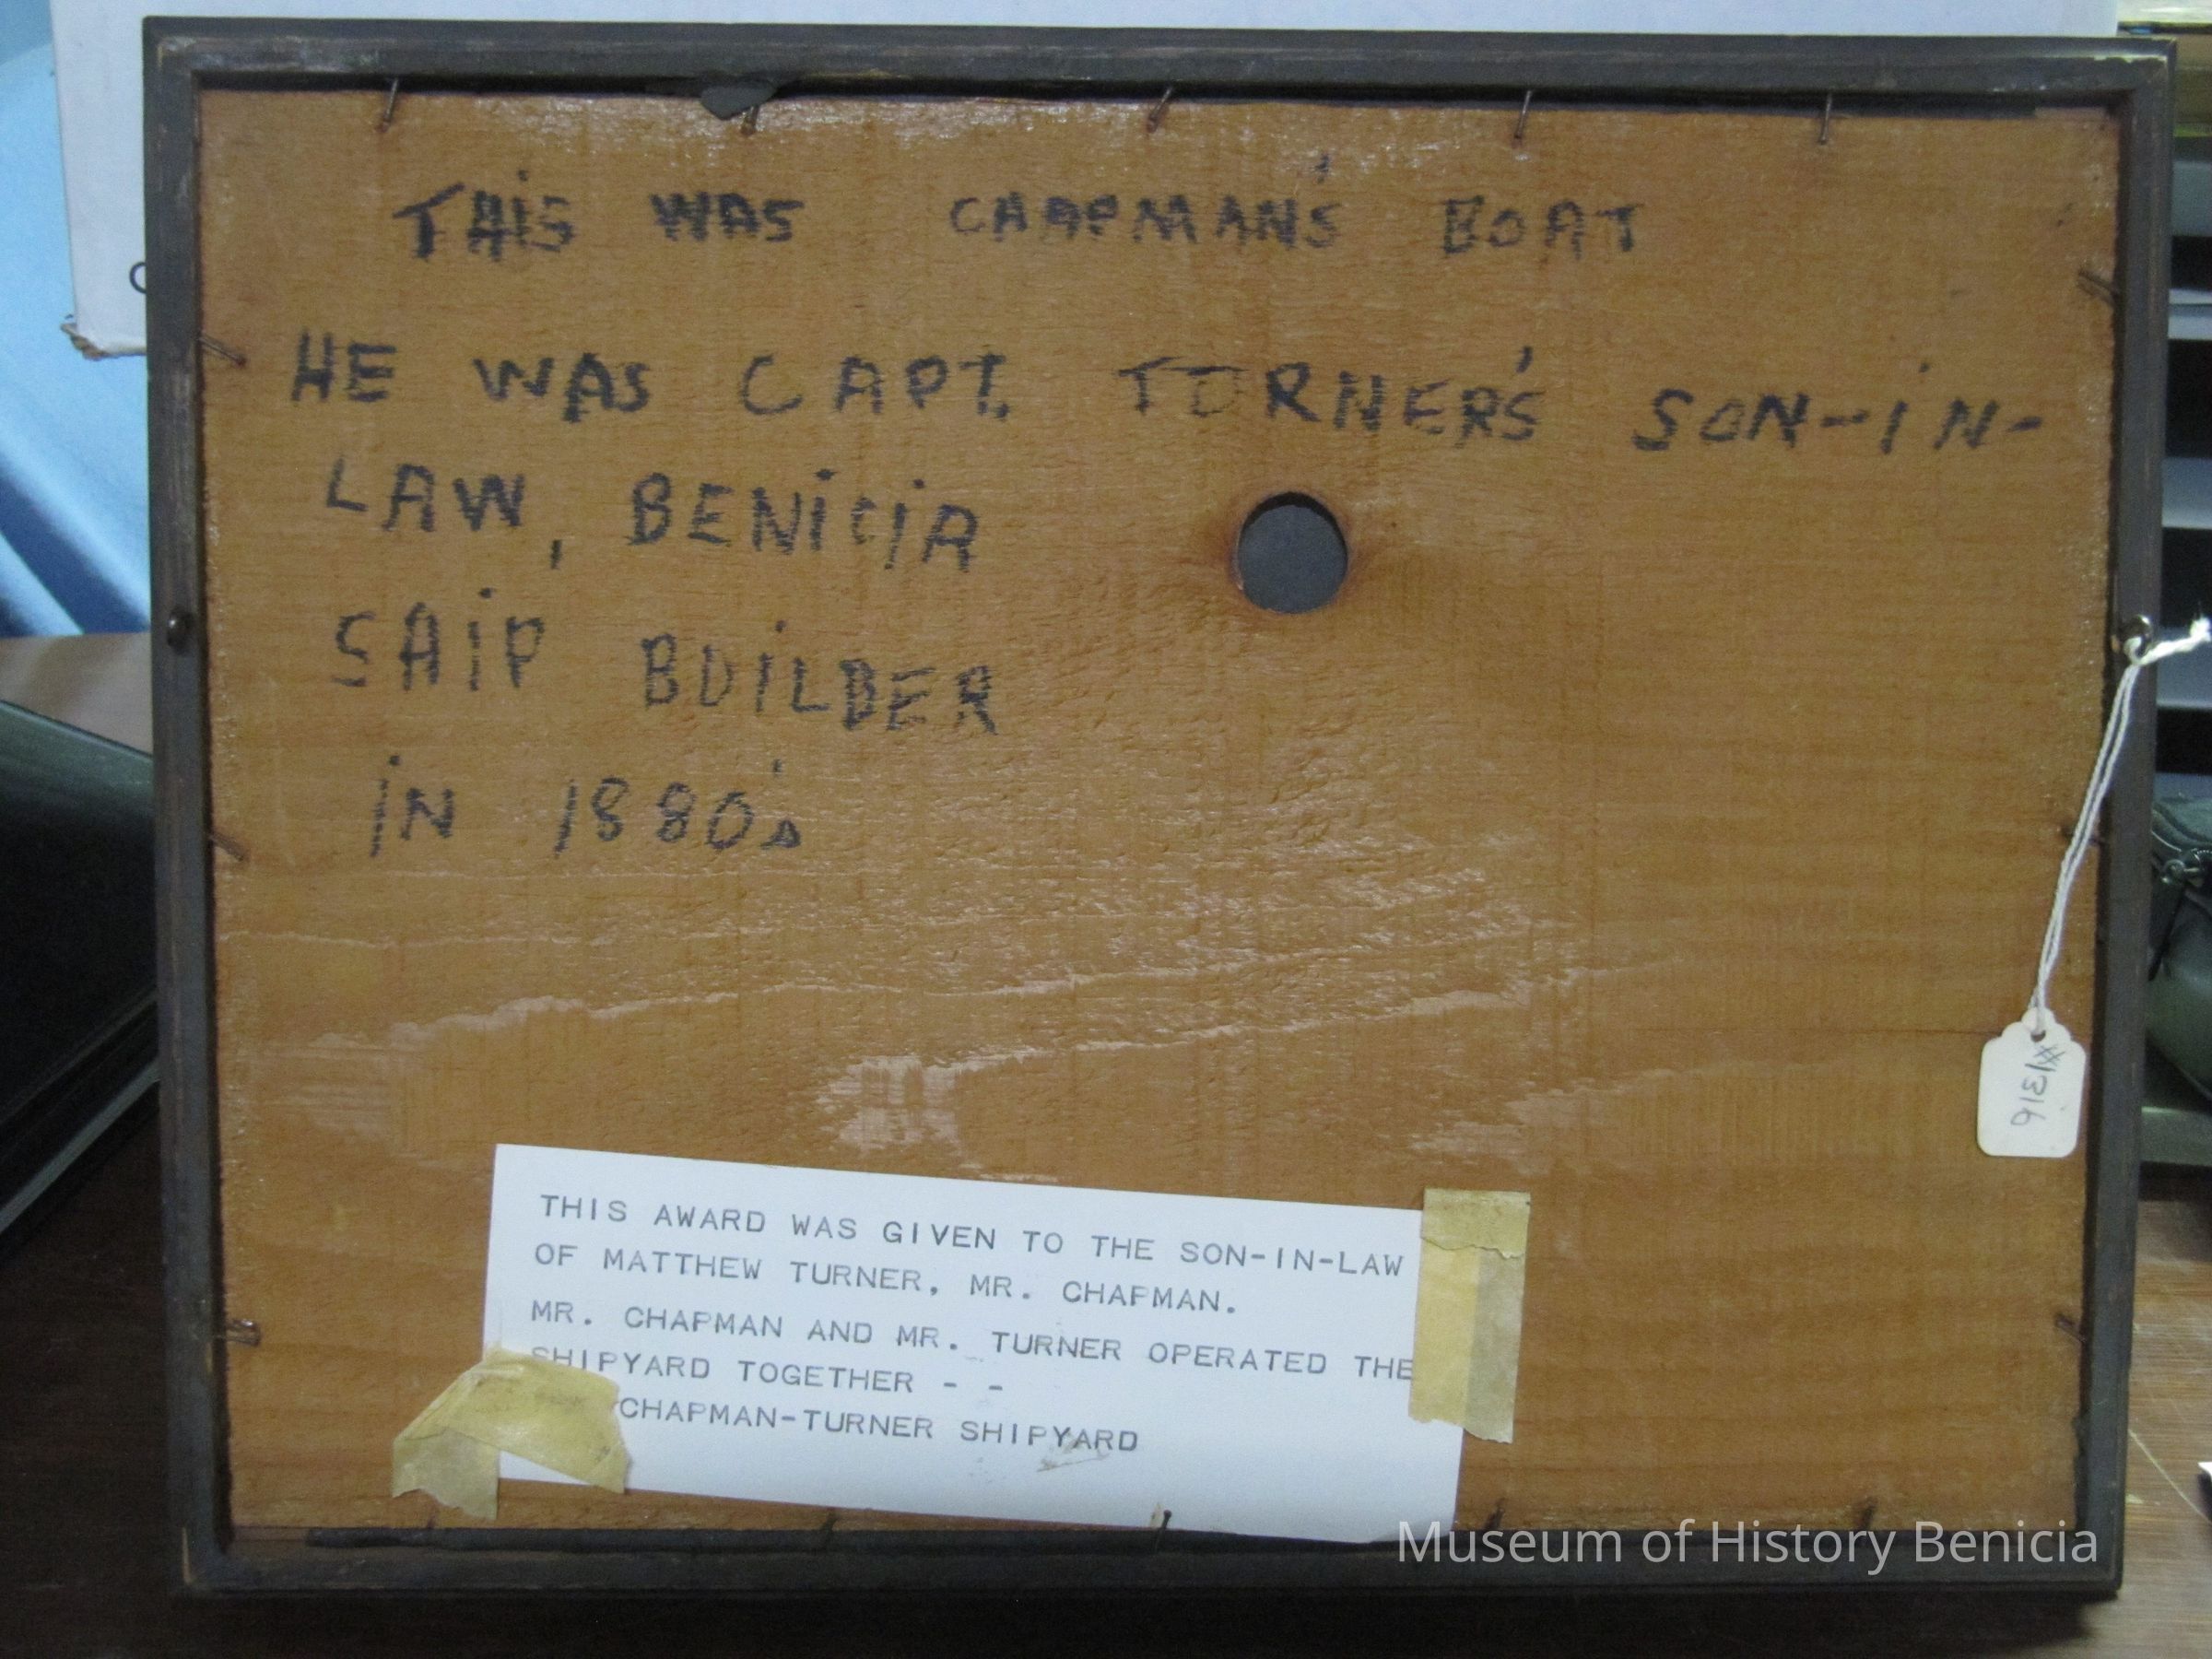 THiS WAS CHAPMAN'S BOAT
HE WAS CAPT. TURNER'S SON-iN-
LAW, BENiCiA
SHiP BUiLDER
iN 1880's
#1316
THIS AWARD WAS GIVEN TO THE SON-IN-LAW
OF MATTHEW TURNER, MR. CHAPMAN.
MR. CHAPMAN AND MR. TURNER OPERATED THE
SHIPYARD TOGETHER - -
CHAPMAN-TURNER SHIPYARD
Museum of History Benicia